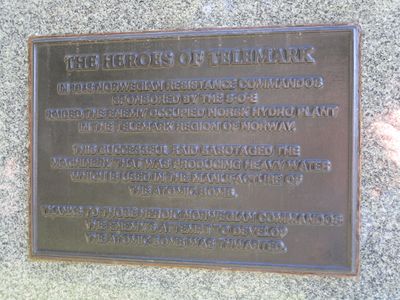 THE HEROES OF TELEMARK
IN 1943 NORWEGIAN RESISTANCE COMMANDOS
SPONSORED BY THE S·O·E
RAIDED THE ENEMY OCCUPIED NORSK HYDRO PLANT
IN THE TELEMARK REGION OF NORWAY.
THIS SUCCESSFUL RAID SABOTAGED THE
MACHINERY THAT WAS PRODUCING HEAVY WATER
WHICH IS USED IN THE MANUFACTURE OF
THE ATOMIC BOMB.
THANKS TO THOSE HEROIC NORWEGIAN COMMANDOS
THE ENEMY'S ATTEMPT TO DEVELOP
THE ATOMIC BOMB WAS THWARTED.